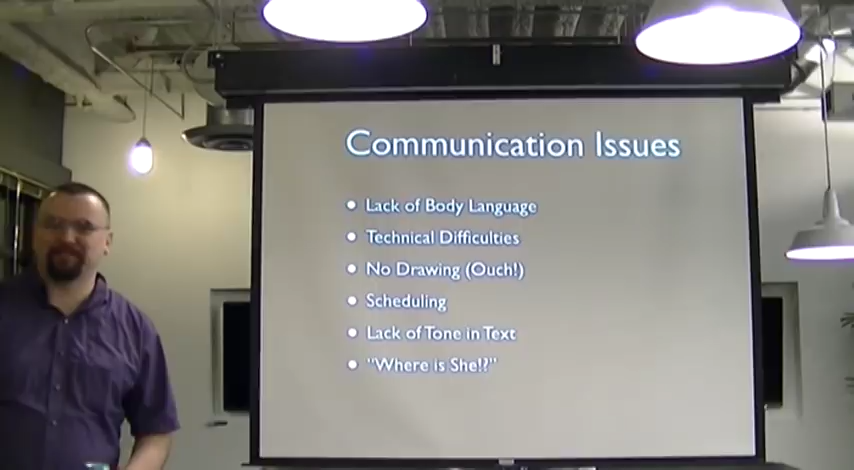 Communication Issues
• Lack of Body Language
• Technical Difficulties
• No Drawing (Ouch!)
• Scheduling
• Lack of Tone in Text
• "Where is She!?"